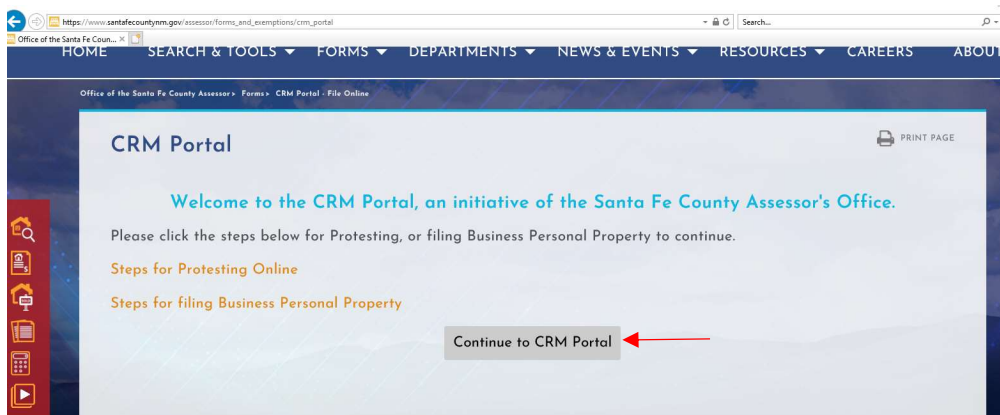 https://www.santafecountynm.gov/assessor/forms_and_exemptions/crm_portal
Search...
Office of the Santa Fe Coun...
HOME SEARCH & TOOLS FORMS DEPARTMENTS NEWS & EVENTS RESOURCES CAREERS ABOUT
Office of the Santa Fe County Assessor > Forms > CRM Portal - File Online
CRM Portal
PRINT PAGE
Welcome to the CRM Portal, an initiative of the Santa Fe County Assessor's Office.
Please click the steps below for Protesting, or filing Business Personal Property to continue.
Steps for Protesting Online
Steps for filing Business Personal Property
Continue to CRM Portal